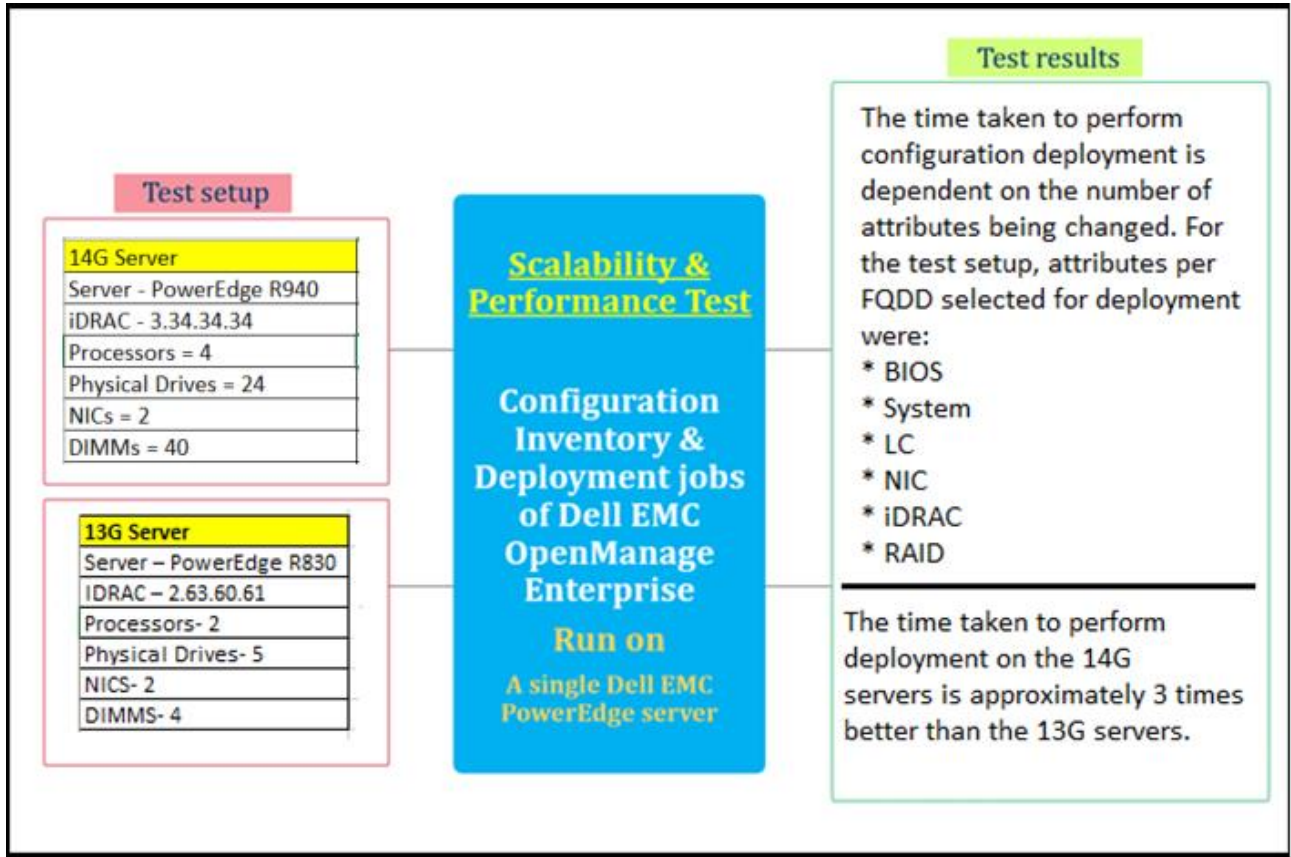 Test setup
14G Server
Server - PowerEdge R940
iDRAC - 3.34.34.34
Processors = 4
Physical Drives = 24
NICs = 2
DIMMs = 40
13G Server
Server – PowerEdge R830
IDRAC – 2.63.60.61
Processors- 2
Physical Drives- 5
NICS- 2
DIMMS- 4
Scalability &
Performance Test
Configuration
Inventory &
Deployment jobs
of Dell EMC
OpenManage
Enterprise
Run on
A single Dell EMC
PowerEdge server
Test results
The time taken to perform
configuration deployment is
dependent on the number of
attributes being changed. For
the test setup, attributes per
FQDD selected for deployment
were:
* BIOS
* System
* LC
* NIC
* iDRAC
* RAID
The time taken to perform
deployment on the 14G
servers is approximately 3 times
better than the 13G servers.